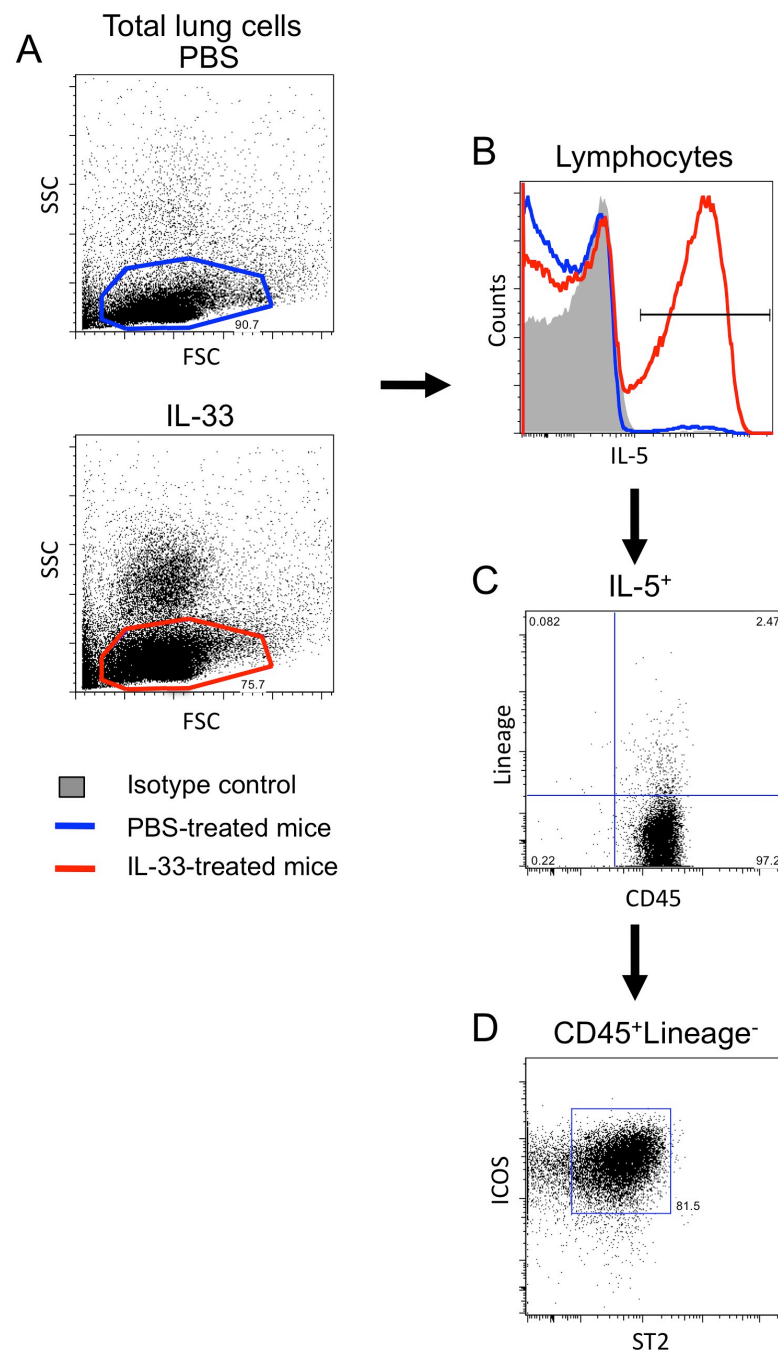 A
Total lung cells
PBS
SSC
90.7
FSC
IL-33
SSC
75.7
FSC
Isotype control
PBS-treated mice
IL-33-treated mice
B
Lymphocytes
Counts
IL-5
C
IL-5⁺
0.082
2.47
Lineage
0.22
97.2
CD45
D
CD45⁺Lineage⁻
ICOS
81.5
ST2